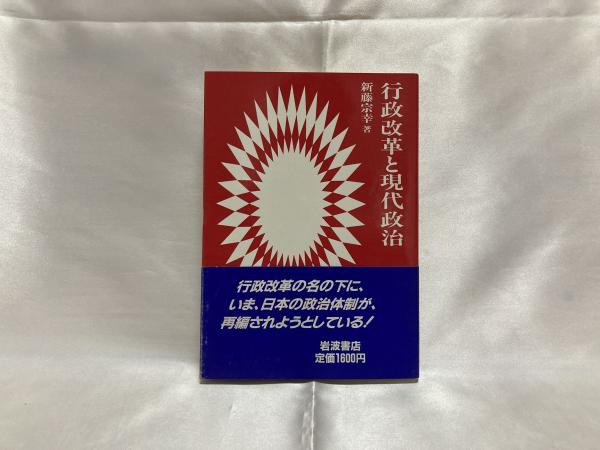 行政改革と現代政治
新藤宗幸 著
行政改革の名の下に、
いま、日本の政治体制が、
再編されようとしている!
岩波書店
定価1600円